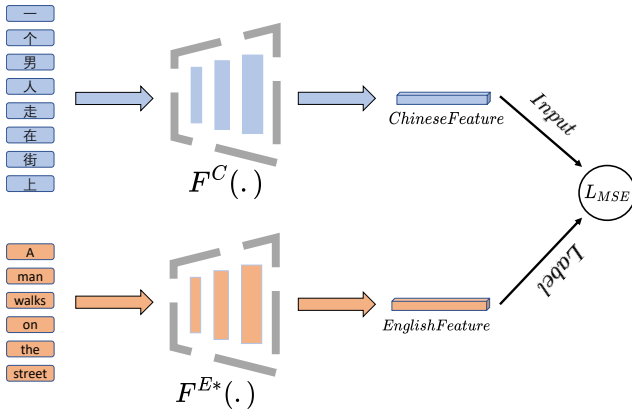 一
个
男
人
走
在
街
上
F^C(.)
ChineseFeature
Input
L_MSE
A
man
walks
on
the
street
F^{E*}(.)
EnglishFeature
Label